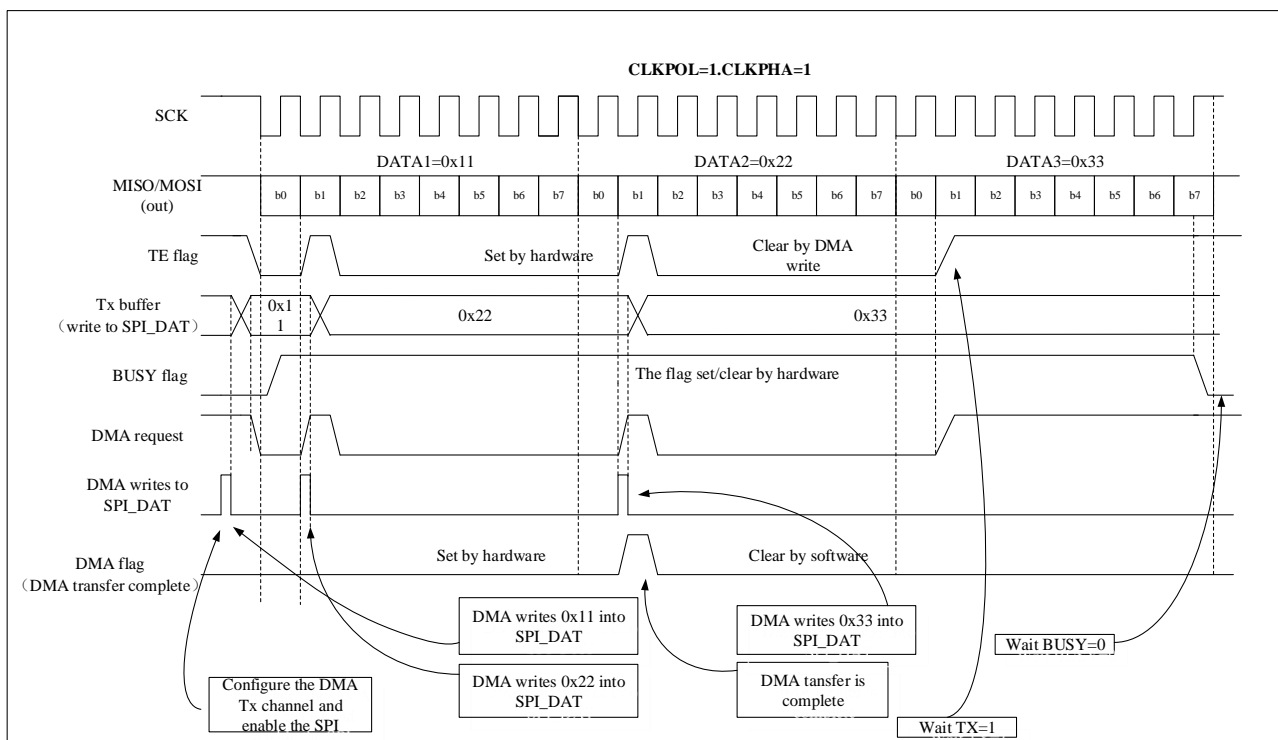 CLKPOL=1.CLKPHA=1
SCK
DATA1=0x11
DATA2=0x22
DATA3=0x33
MISO/MOSI
(out)
b0
b1
b2
b3
b4
b5
b6
b7
b0
b1
b2
b3
b4
b5
b6
b7
b0
b1
b2
b3
b4
b5
b6
b7
TE flag
Set by hardware
Clear by DMA
write
Tx buffer
（write to SPI_DAT）
0x1
1
0x22
0x33
BUSY flag
The flag set/clear by hardware
DMA request
DMA writes to
SPI_DAT
DMA flag
（DMA transfer complete）
Set by hardware
Clear by software
DMA writes 0x11 into
SPI_DAT
DMA writes 0x33 into
SPI_DAT
Wait BUSY=0
Configure the DMA
Tx channel and
enable the SPI
DMA writes 0x22 into
SPI_DAT
DMA tansfer is
complete
Wait TX=1